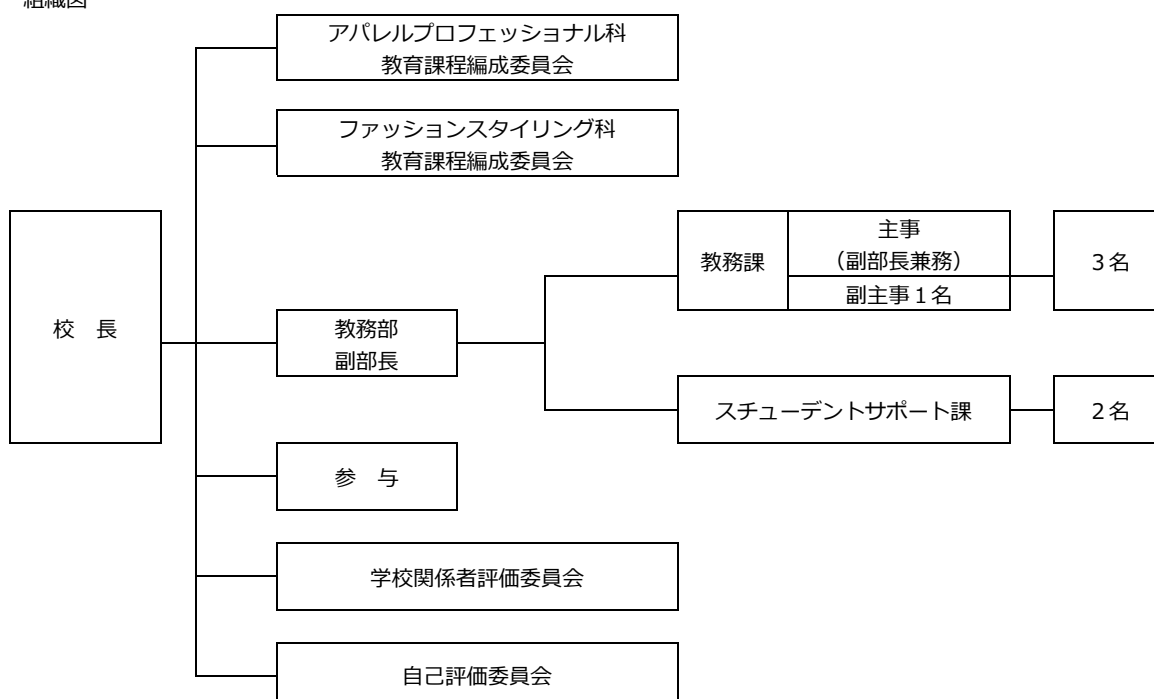 組織図
アパレルプロフェッショナル科
教育課程編成委員会
ファッションスタイリング科
教育課程編成委員会
校　長
教務部
副部長
教務課
主事
（副部長兼務）
副主事１名
３名
スチューデントサポート課
２名
参　与
学校関係者評価委員会
自己評価委員会